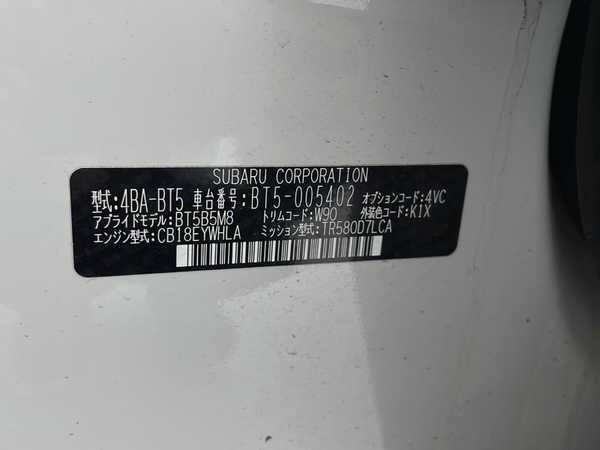 SUBARU CORPORATION
型式:4BA-BT5 車台番号:BT5-005402 オプションコード:4VC
アプライドモデル:BT5B5M8 トリムコード:W90 外装色コード:K1X
エンジン型式:CB18EYWHLA ミッション型式:TR580D7LCA